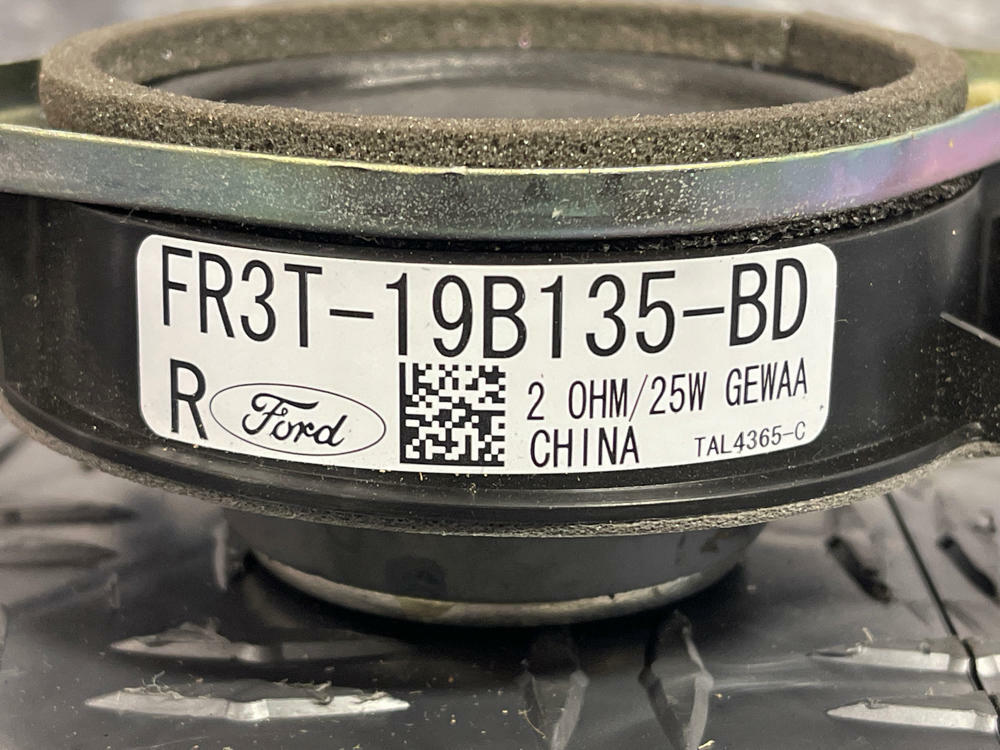 FR3T-19B135-BD
R Ford 2 OHM/25W GEWAA
CHINA TAL4365-C